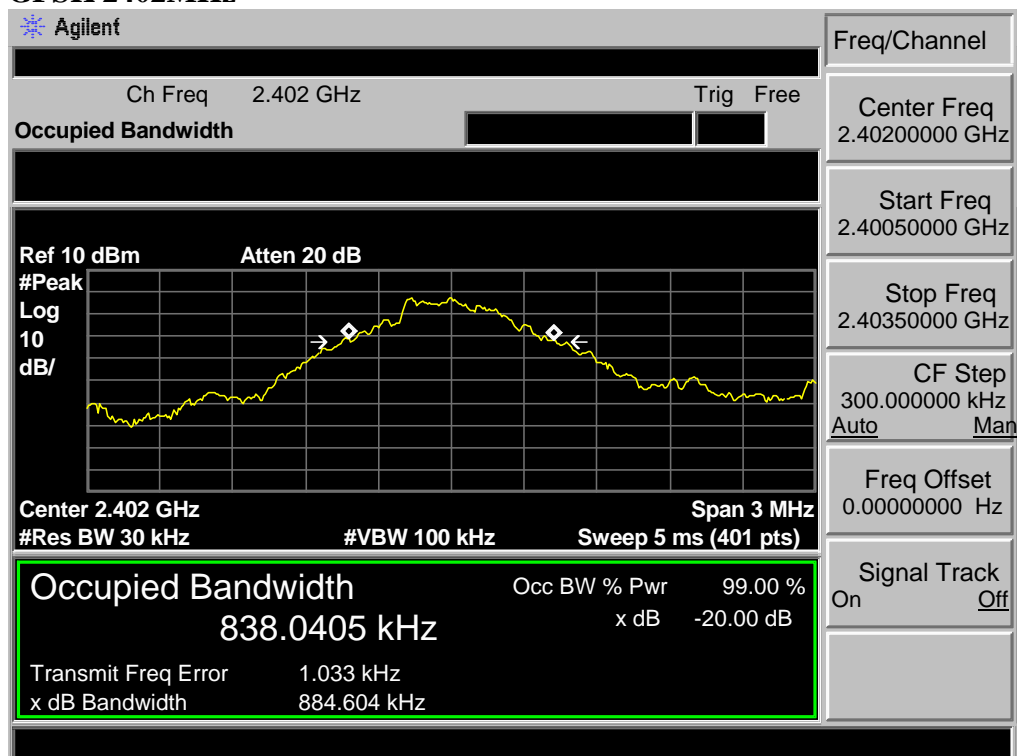 GFSK 2402MHz
Agilent
Freq/Channel
Ch Freq 2.402 GHz Trig Free
Occupied Bandwidth
Center Freq
2.40200000 GHz
Start Freq
2.40050000 GHz
Stop Freq
2.40350000 GHz
CF Step
300.000000 kHz
Auto Man
Freq Offset
0.00000000 Hz
Signal Track
On Off
Ref 10 dBm Atten 20 dB
#Peak
Log
10
dB/
Center 2.402 GHz Span 3 MHz
#Res BW 30 kHz #VBW 100 kHz Sweep 5 ms (401 pts)
Occupied Bandwidth Occ BW % Pwr 99.00 %
838.0405 kHz x dB -20.00 dB
Transmit Freq Error 1.033 kHz
x dB Bandwidth 884.604 kHz